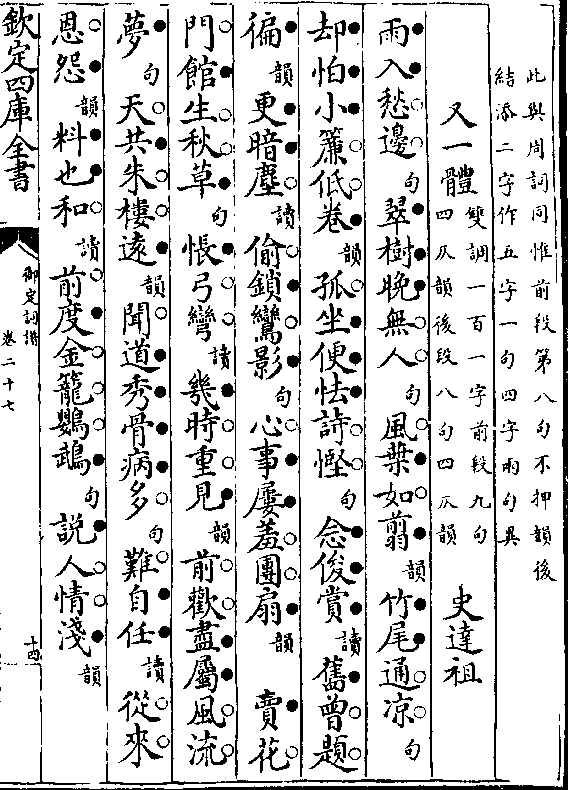 此與周詞同惟前段第八句不押韻後
結添二字作五字一句四字兩句異
又一體 雙調一百一字前段九句
四仄韻後段八句四仄韻 史達祖
雨入愁邊句翠樹晚無人句風葉如翦韻竹尾通凉句
却怕小簾低卷韻孤坐便怯詩慳句念俊賞讀舊曾題
徧韻更暗塵讀偷鎖鸞影句心事屢羞團扇韻 賣花
門館生秋草句悵弓彎讀幾時重見韻前歡盡屬風流
夢句天共朱樓遠韻聞道秀骨病多句難自任讀從來
恩怨韻料也和讀前度金籠鸚鵡句說人情淺韻
欽定四庫全書
御定詞譜
卷二十七
十四